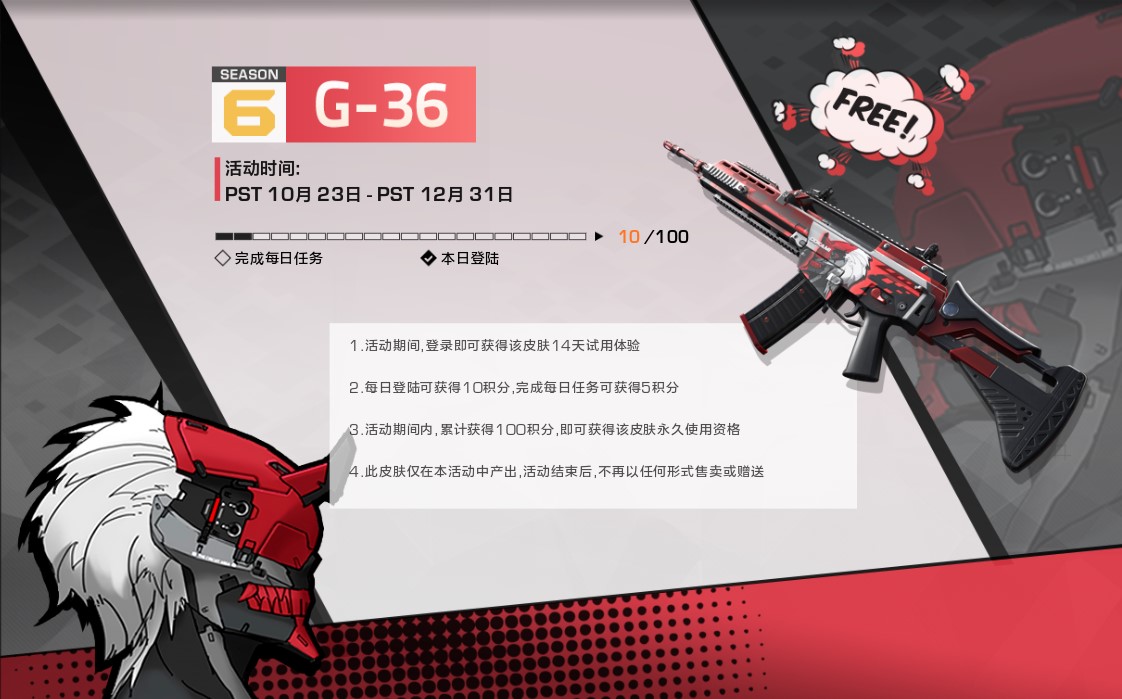 SEASON
6
G-36
FREE!
活动时间:
PST 10月 23日 - PST 12月 31日
10 /100
完成每日任务
本日登陆
1.活动期间,登录即可获得该皮肤14天试用体验
2.每日登陆可获得10积分,完成每日任务可获得5积分
3.活动期间内,累计获得100积分,即可获得该皮肤永久使用资格
4.此皮肤仅在本活动中产出,活动结束后,不再以任何形式售卖或赠送